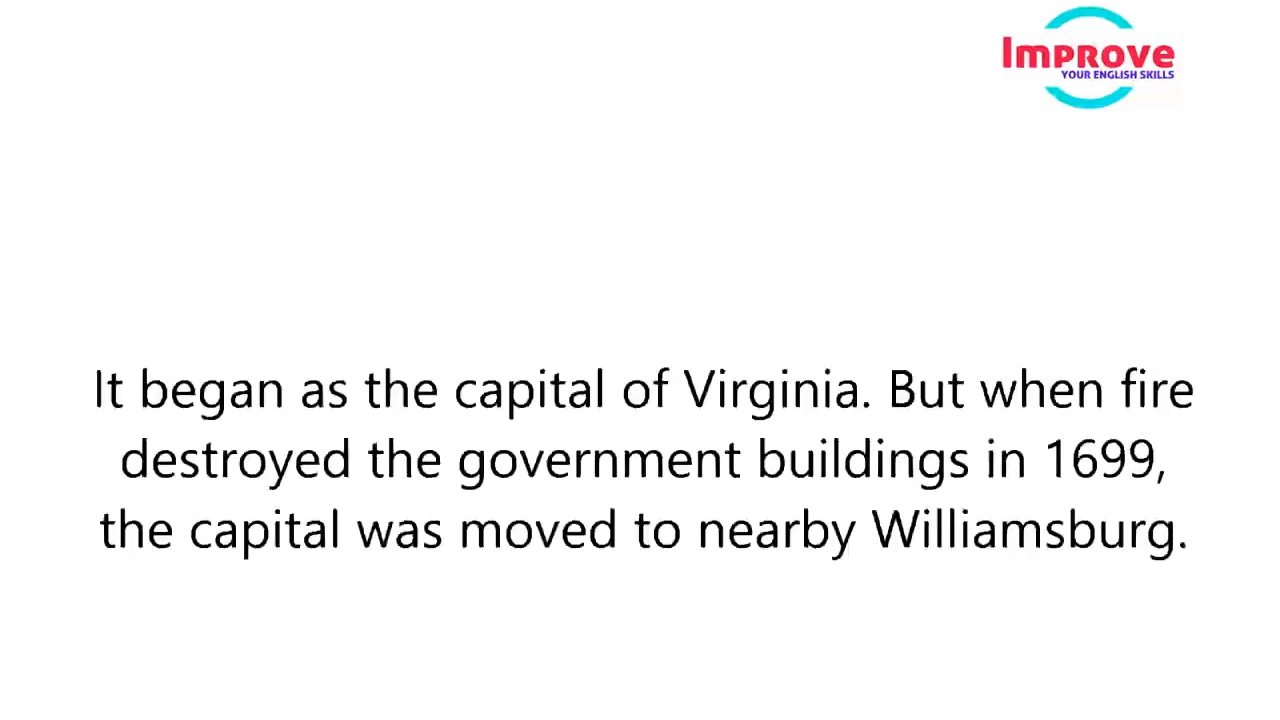 Improve
YOUR ENGLISH SKILLS
It began as the capital of Virginia. But when fire
destroyed the government buildings in 1699,
the capital was moved to nearby Williamsburg.